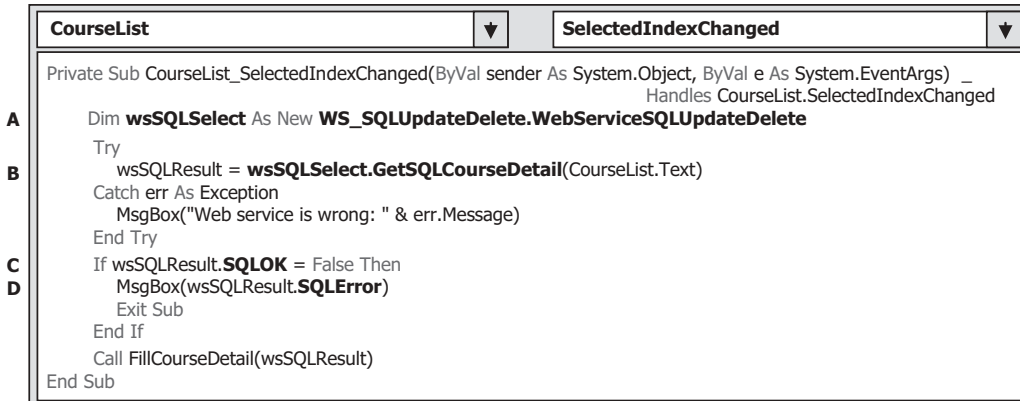 CourseList SelectedIndexChanged
Private Sub CourseList_SelectedIndexChanged(ByVal sender As System.Object, ByVal e As System.EventArgs) _
Handles CourseList.SelectedIndexChanged
A Dim wsSQLSelect As New WS_SQLUpdateDelete.WebServiceSQLUpdateDelete
Try
B wsSQLResult = wsSQLSelect.GetSQLCourseDetail(CourseList.Text)
Catch err As Exception
MsgBox("Web service is wrong: " & err.Message)
End Try
C If wsSQLResult.SQLOK = False Then
D MsgBox(wsSQLResult.SQLError)
Exit Sub
End If
Call FillCourseDetail(wsSQLResult)
End Sub